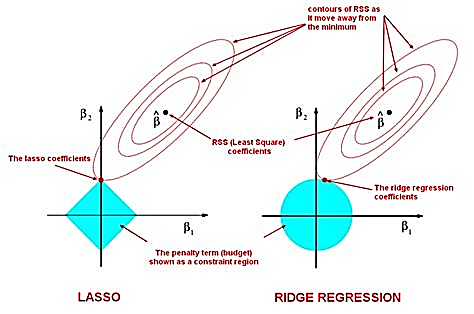 contours of RSS as
it move away from
the minimum
β2
β2
β̂
β̂
RSS (Least Square)
coefficients
The lasso coefficients
The ridge regression
coefficients
β1
β1
The penalty term (budget)
shown as a constraint region
LASSO
RIDGE REGRESSION